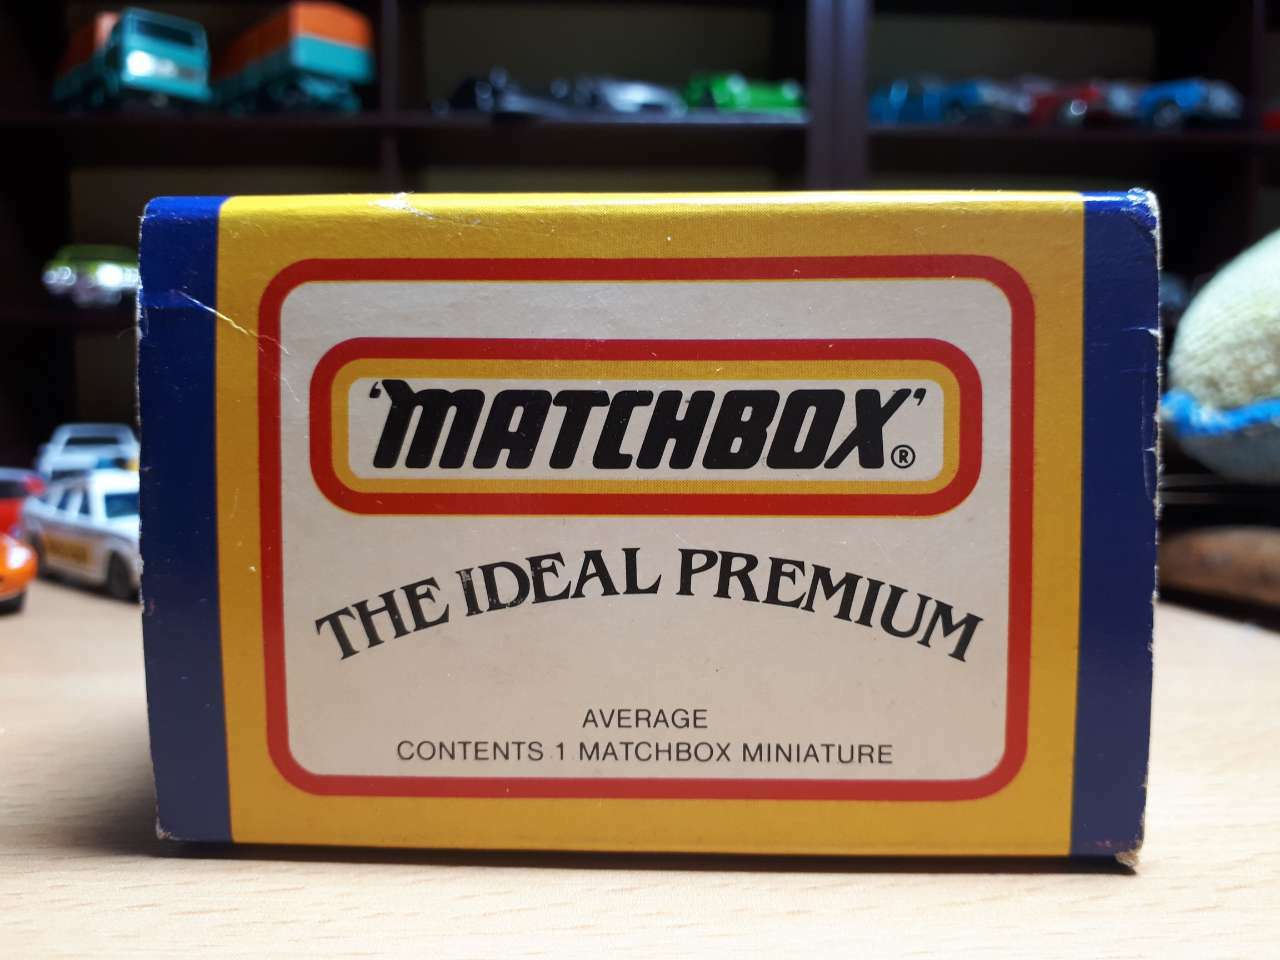 'MATCHBOX'®
THE IDEAL PREMIUM
AVERAGE
CONTENTS 1 MATCHBOX MINIATURE